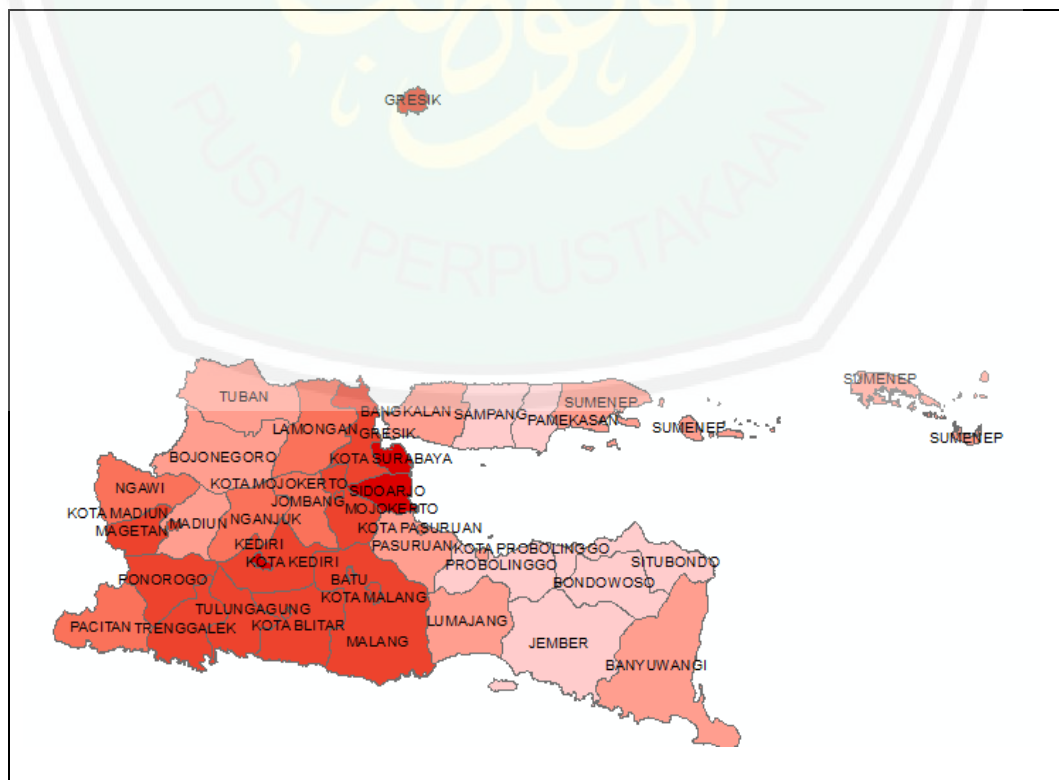 GRESIK
PUSAT PERPUSTAKAAN
SUMENEP
TUBAN
SUMENEP
BANGKALAN
SAMPANG
PAMEKASAN
LAMONGAN
SUMENEP
GRESIK
SUMENEP
BOJONEGORO
KOTA SURABAYA
NGAWI
KOTA MOJOKERTO
SIDOARJO
JOMBANG
KOTA MADIUN
MADIUN
NGANJUK
MOJOKERTO
MAGETAN
KOTA PASURUAN
KEDIRI
PASURUAN
KOTA PROBOLINGGO
KOTA KEDIRI
PROBOLINGGO
SITUBONDO
PONOROGO
BATU
BONDOWOSO
KOTA MALANG
TULUNGAGUNG
PACITAN
TRENGGALEK
KOTA BLITAR
LUMAJANG
MALANG
JEMBER
BANYUWANGI